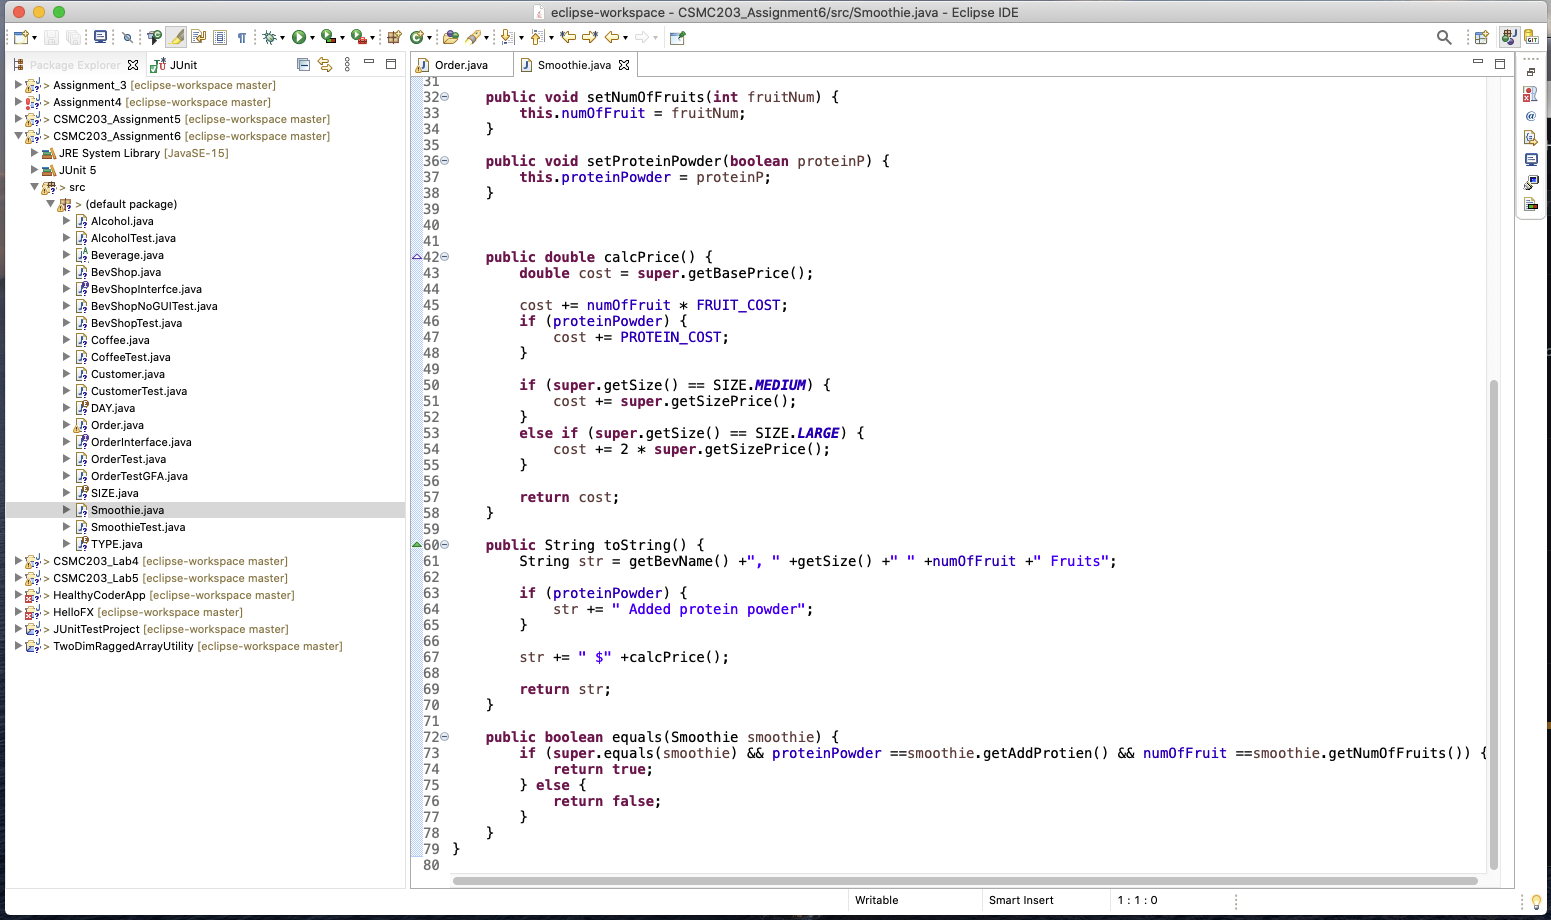 eclipse-workspace - CSMC203_Assignment6/src/Smoothie.java - Eclipse IDE
Package Explorer
JUnit
Order.java
Smoothie.java
> Assignment_3 [eclipse-workspace master]
> Assignment4 [eclipse-workspace master]
> CSMC203_Assignment5 [eclipse-workspace master]
> CSMC203_Assignment6 [eclipse-workspace master]
JRE System Library [JavaSE-15]
JUnit 5
> src
> (default package)
Alcohol.java
AlcoholTest.java
Beverage.java
BevShop.java
BevShopInterfce.java
BevShopNoGUITest.java
BevShopTest.java
Coffee.java
CoffeeTest.java
Customer.java
CustomerTest.java
DAY.java
Order.java
OrderInterface.java
OrderTest.java
OrderTestGFA.java
SIZE.java
Smoothie.java
SmoothieTest.java
TYPE.java
> CSMC203_Lab4 [eclipse-workspace master]
> CSMC203_Lab5 [eclipse-workspace master]
> HealthyCoderApp [eclipse-workspace master]
> HelloFX [eclipse-workspace master]
> JUnitTestProject [eclipse-workspace master]
> TwoDimRaggedArrayUtility [eclipse-workspace master]
31
32 public void setNumOfFruits(int fruitNum) {
33 this.numOfFruit = fruitNum;
34 }
35
36 public void setProteinPowder(boolean proteinP) {
37 this.proteinPowder = proteinP;
38 }
39
40
41
42 public double calcPrice() {
43 double cost = super.getBasePrice();
44
45 cost += numOfFruit * FRUIT_COST;
46 if (proteinPowder) {
47 cost += PROTEIN_COST;
48 }
49
50 if (super.getSize() == SIZE.MEDIUM) {
51 cost += super.getSizePrice();
52 }
53 else if (super.getSize() == SIZE.LARGE) {
54 cost += 2 * super.getSizePrice();
55 }
56
57 return cost;
58 }
59
60 public String toString() {
61 String str = getBevName() +", " +getSize() +" " +numOfFruit +" Fruits";
62
63 if (proteinPowder) {
64 str += " Added protein powder";
65 }
66
67 str += " $" +calcPrice();
68
69 return str;
70 }
71
72 public boolean equals(Smoothie smoothie) {
73 if (super.equals(smoothie) && proteinPowder ==smoothie.getAddProtien() && numOfFruit ==smoothie.getNumOfFruits()) {
74 return true;
75 } else {
76 return false;
77 }
78 }
79 }
80
Writable
Smart Insert
1 : 1 : 0